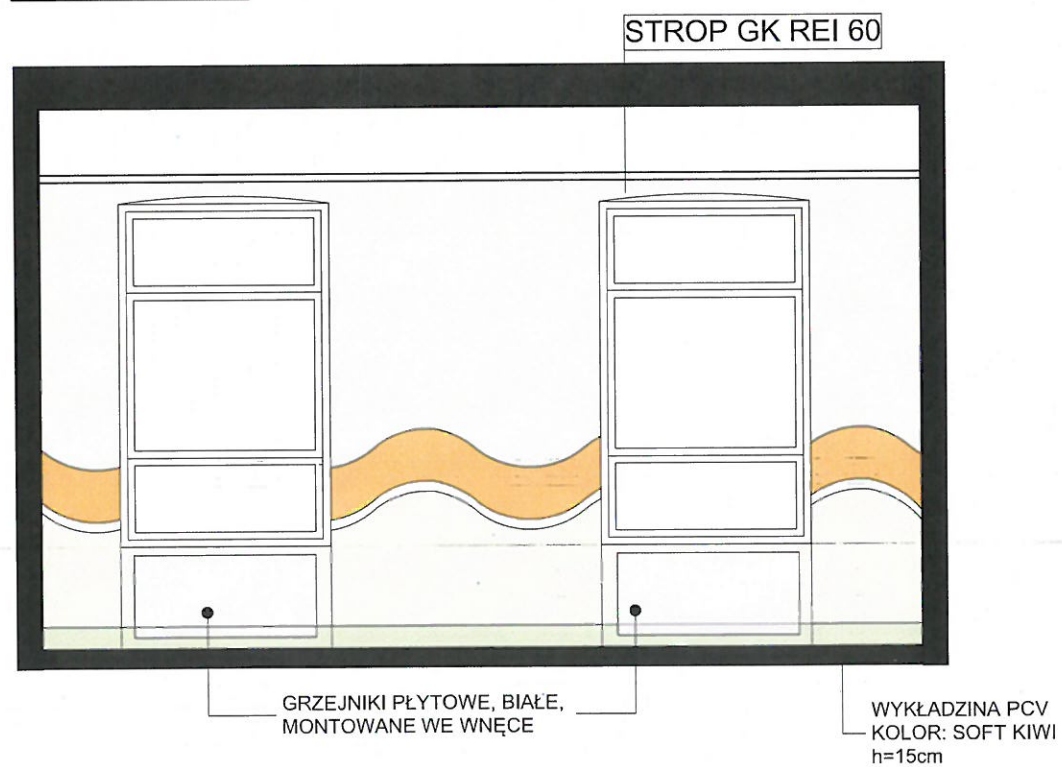 STROP GK REI 60
GRZEJNIKI PŁYTOWE, BIAŁE,
MONTOWANE WE WNĘCE
WYKŁADZINA PCV
KOLOR: SOFT KIWI
h=15cm